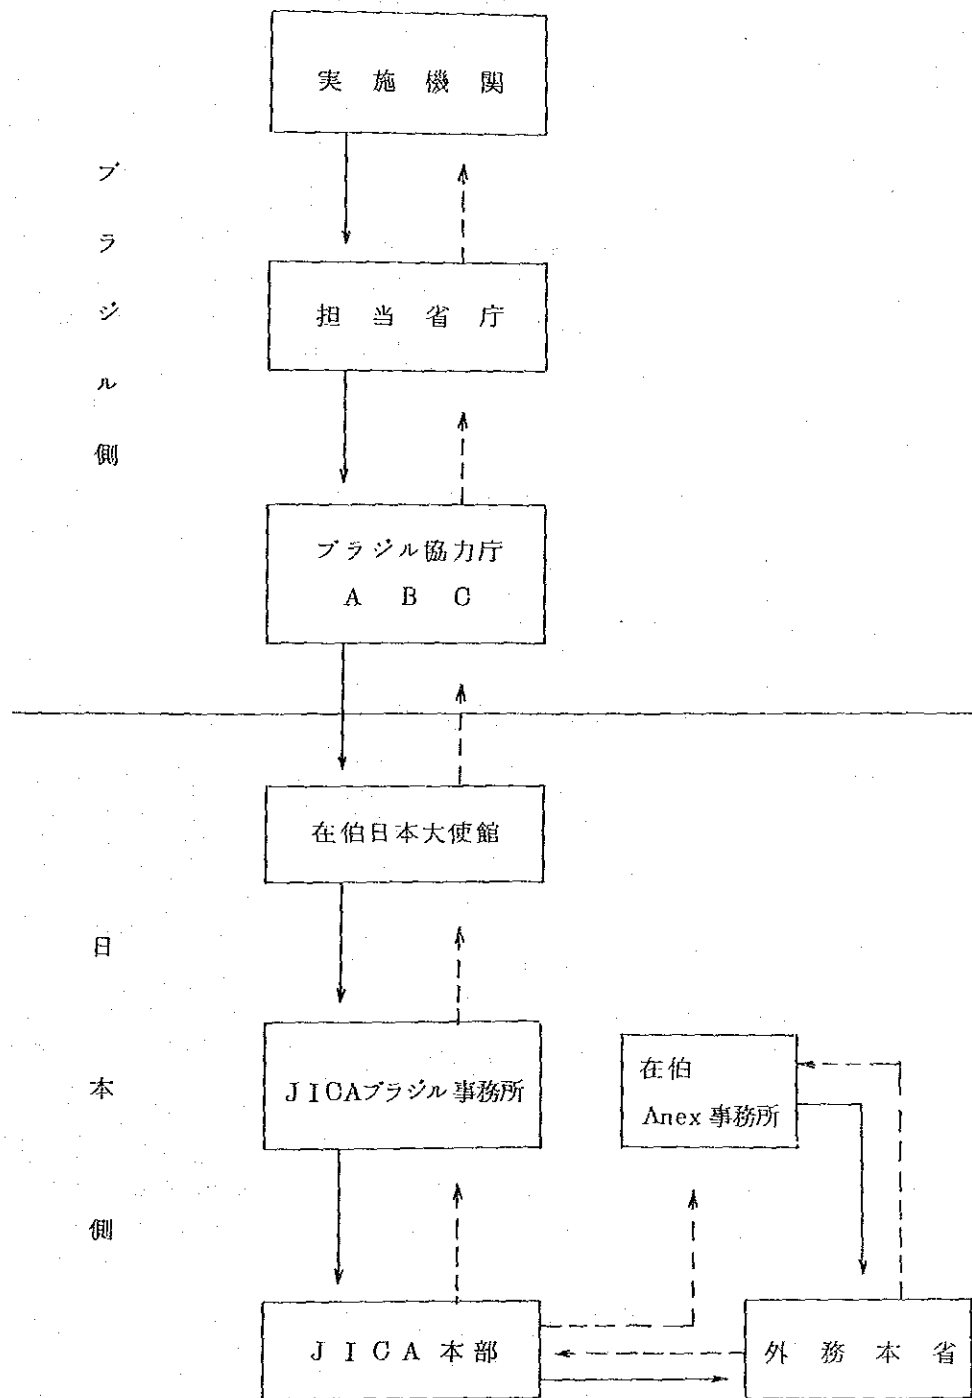 ブラジル側
実施機関
担当省庁
ブラジル協力庁
ABC
日本側
在伯日本大使館
JICAブラジル事務所
在伯
Anex事務所
JICA本部
外務本省